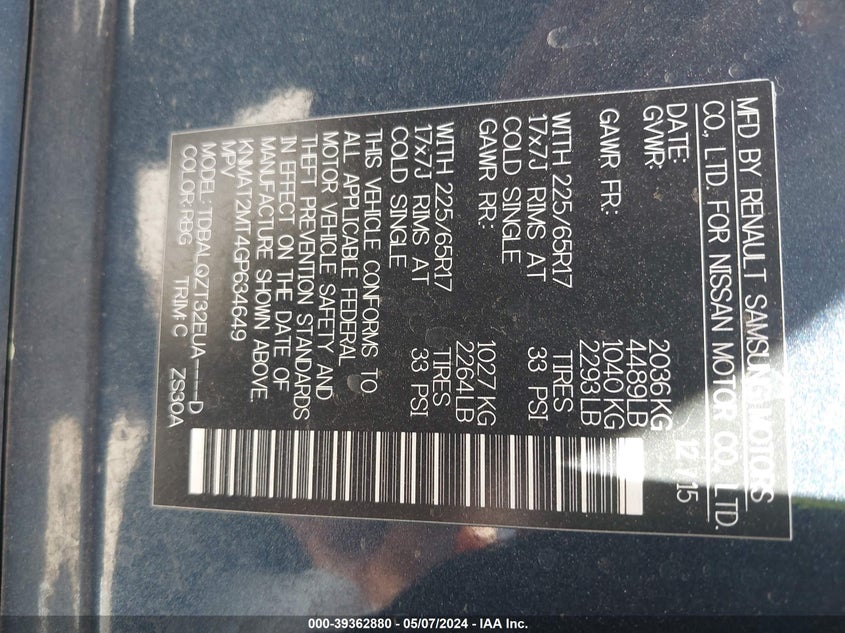 MFD BY RENAULT SAMSUNG MOTORS
CO., LTD. FOR NISSAN MOTOR CO., LTD.
DATE: 12/15
GVWR: 2036KG
4489LB
GAWR FR: 1040KG
2293LB
WITH 225/65R17 TIRES
17x7J RIMS AT 33 PSI
COLD SINGLE
GAWR RR: 1027KG
2264LB
WITH 225/65R17 TIRES
17x7J RIMS AT 33 PSI
COLD SINGLE
THIS VEHICLE CONFORMS TO
ALL APPLICABLE FEDERAL
MOTOR VEHICLE SAFETY AND
THEFT PREVENTION STANDARDS
IN EFFECT ON THE DATE OF
MANUFACTURE SHOWN ABOVE.
KNMAT2MT4GP634649
MPV
MODEL: TDBALQZT32EUA----D
COLOR:RBG TRIM:C ZS30A
000-39362880 - 05/07/2024 - IAA Inc.